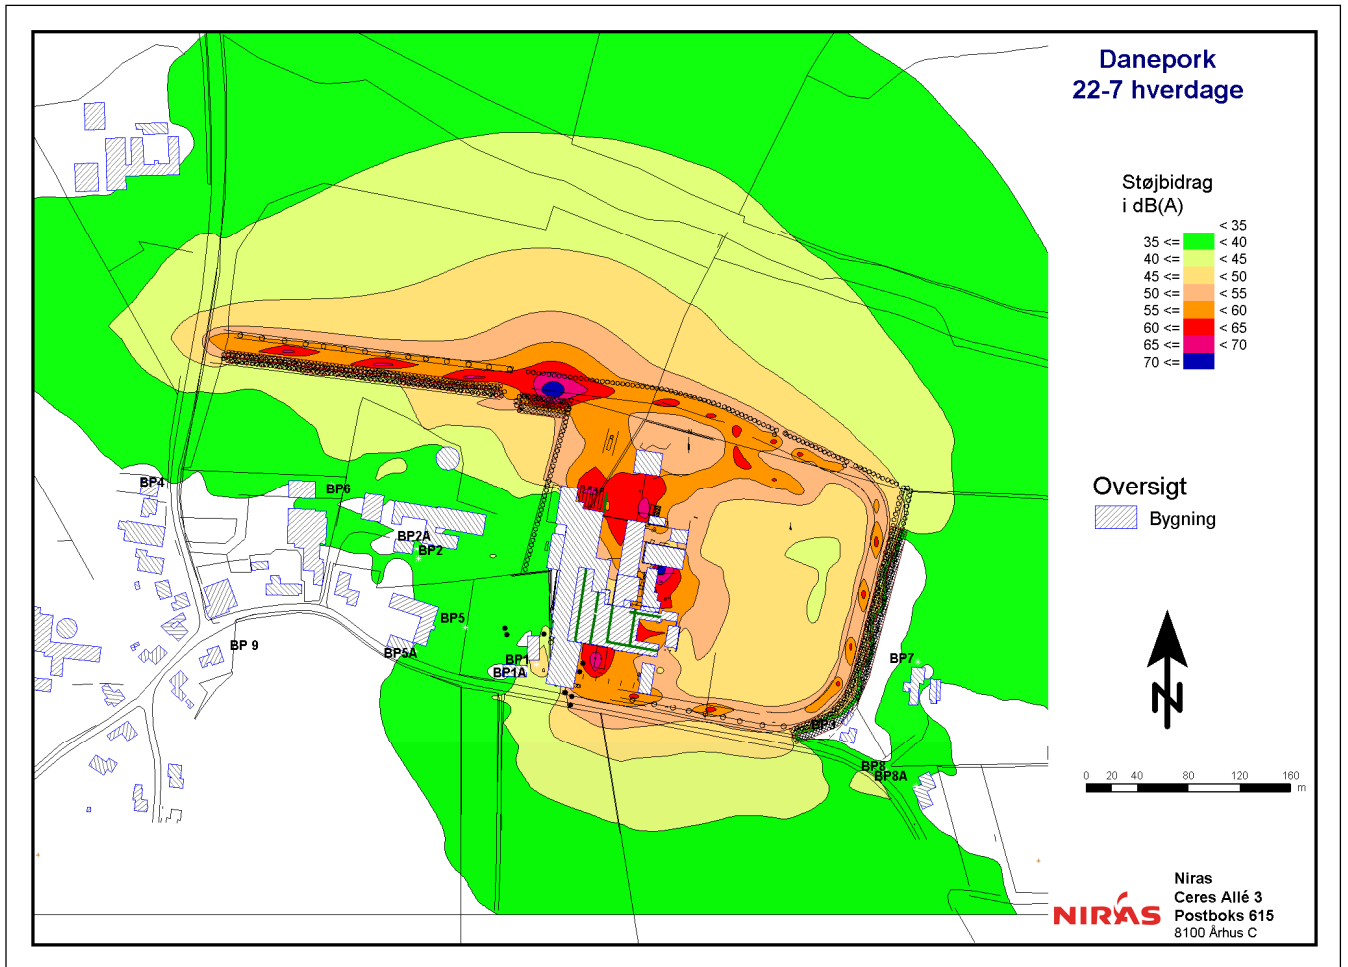 Danepork
22-7 hverdage
Støjbidrag
i dB(A)
< 35
35 <= < 40
40 <= < 45
45 <= < 50
50 <= < 55
55 <= < 60
60 <= < 65
65 <= < 70
70 <=
Oversigt
Bygning
BP4
BP6
BP2A
BP2
BP5
BP9
BP5A
BP1
BP1A
BP7
BP3
BP8
BP8A
N
0 20 40 80 120 160
m
NIRAS
Niras
Ceres Allé 3
Postboks 615
8100 Århus C